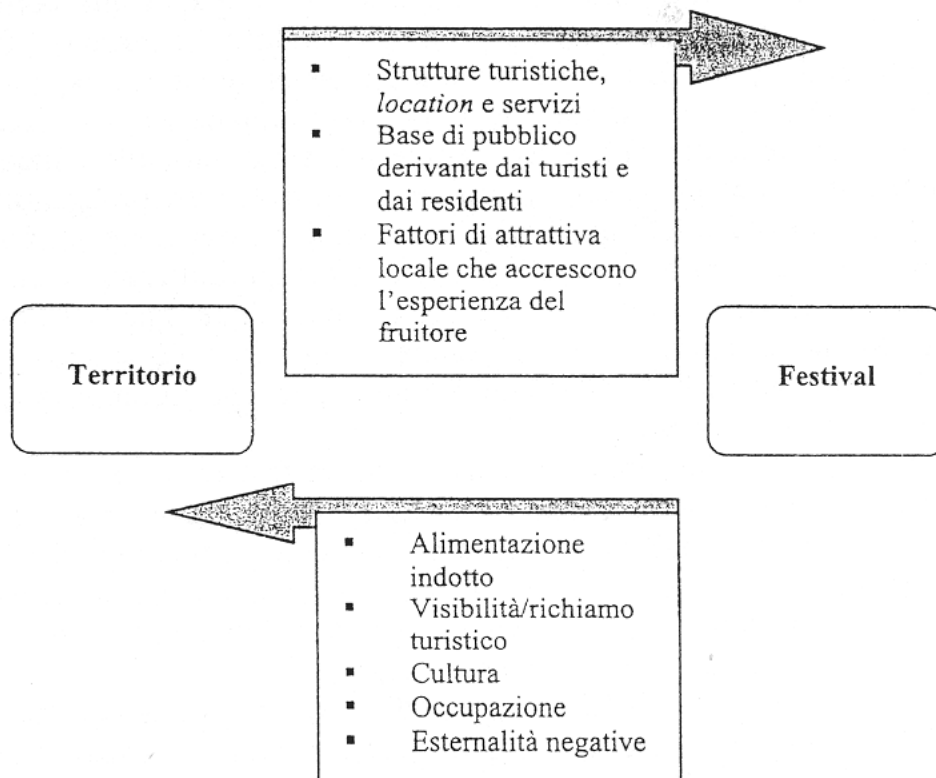 ▪ Strutture turistiche,
location e servizi
▪ Base di pubblico
derivante dai turisti e
dai residenti
▪ Fattori di attrattiva
locale che accrescono
l'esperienza del
fruitore
Territorio
Festival
▪ Alimentazione
indotto
▪ Visibilità/richiamo
turistico
▪ Cultura
▪ Occupazione
▪ Esternalità negative